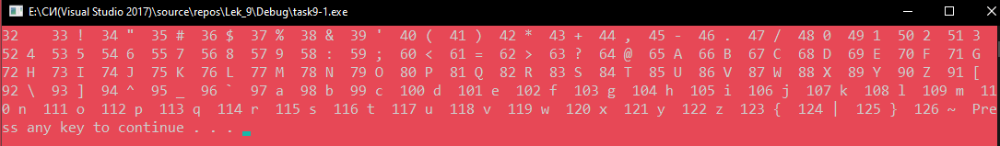 E:\СИ(Visual Studio 2017)\source\repos\Lek_9\Debug\task9-1.exe
32    33 !  34 "  35 #  36 $  37 %  38 &  39 '  40 (  41 )  42 *  43 +  44 ,  45 -  46 .  47 /  48 0  49 1  50 2  51 3
52 4  53 5  54 6  55 7  56 8  57 9  58 :  59 ;  60 <  61 =  62 >  63 ?  64 @  65 A  66 B  67 C  68 D  69 E  70 F  71 G
72 H  73 I  74 J  75 K  76 L  77 M  78 N  79 O  80 P  81 Q  82 R  83 S  84 T  85 U  86 V  87 W  88 X  89 Y  90 Z  91 [
92 \  93 ]  94 ^  95 _  96 `  97 a  98 b  99 c  100 d  101 e  102 f  103 g  104 h  105 i  106 j  107 k  108 l  109 m  11
0 n  111 o  112 p  113 q  114 r  115 s  116 t  117 u  118 v  119 w  120 x  121 y  122 z  123 {  124 |  125 }  126 ~  Pre
ss any key to continue . . .